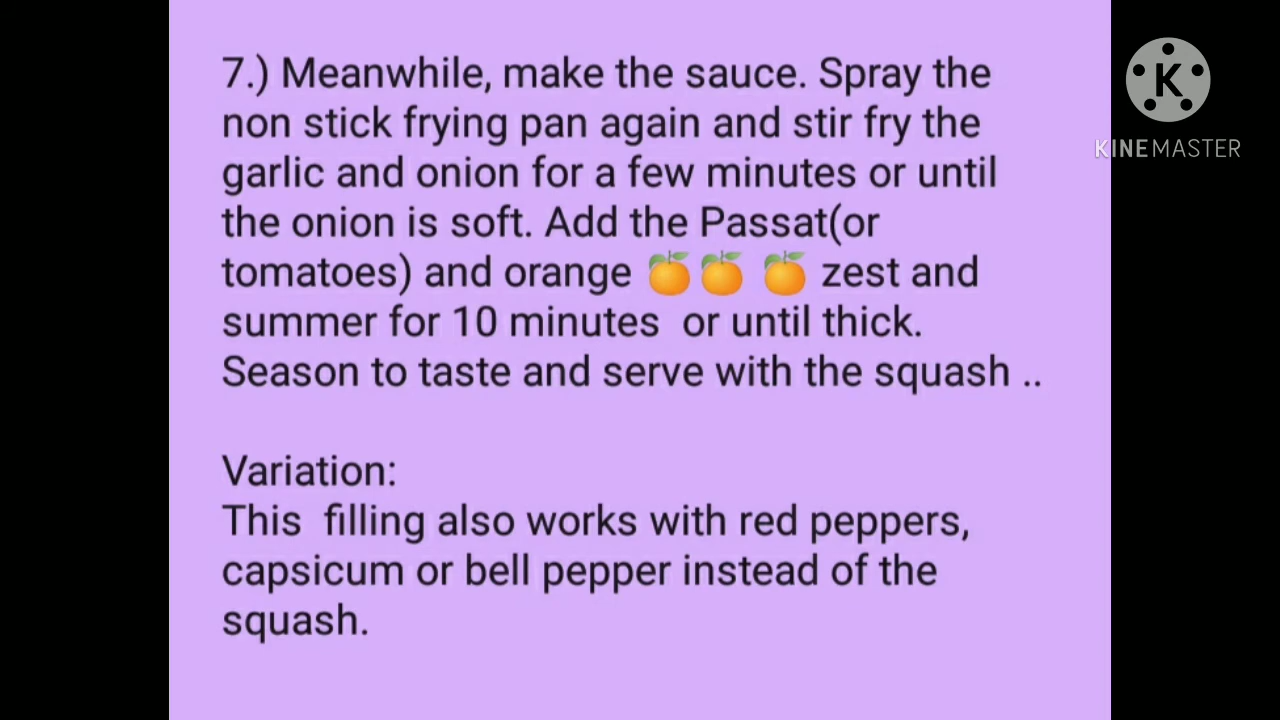 7.) Meanwhile, make the sauce. Spray the
non stick frying pan again and stir fry the
garlic and onion for a few minutes or until
the onion is soft. Add the Passat(or
tomatoes) and orange 🍊🍊 🍊 zest and
summer for 10 minutes  or until thick.
Season to taste and serve with the squash ..

Variation:
This  filling also works with red peppers,
capsicum or bell pepper instead of the
squash.
K
KINEMASTER